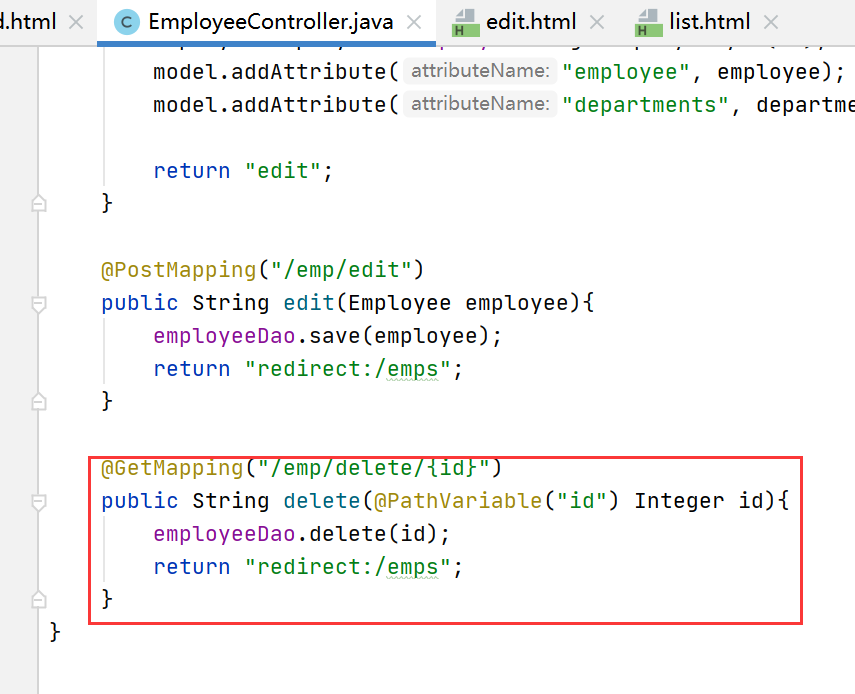 d.html EmployeeController.java edit.html list.html
model.addAttribute( attributeName: "employee", employee);
model.addAttribute( attributeName: "departments", departme
return "edit";
}
@PostMapping("/emp/edit")
public String edit(Employee employee){
employeeDao.save(employee);
return "redirect:/emps";
}
@GetMapping("/emp/delete/{id}")
public String delete(@PathVariable("id") Integer id){
employeeDao.delete(id);
return "redirect:/emps";
}
}